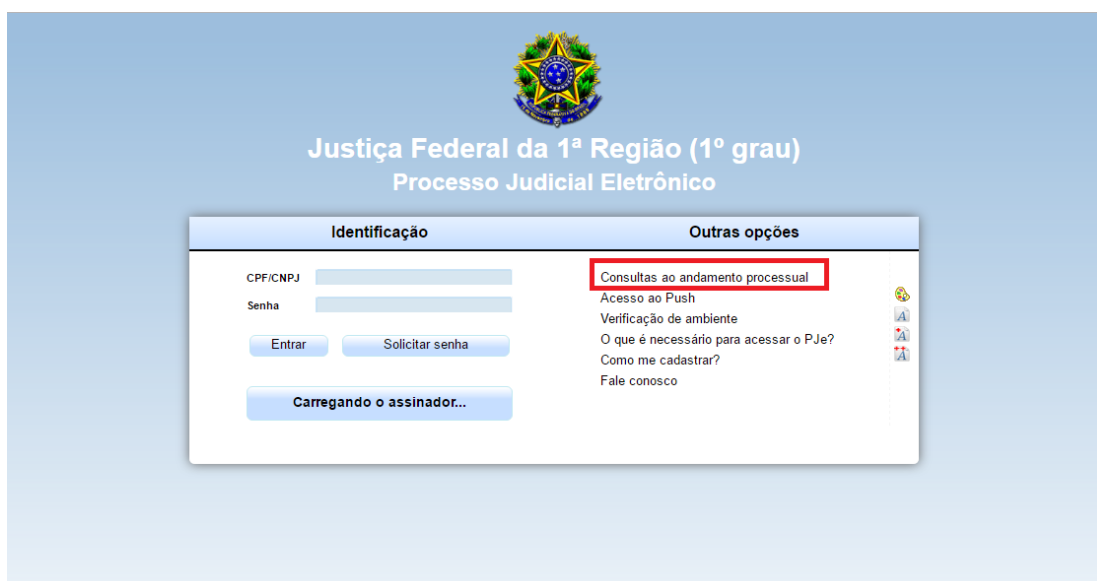 Justiça Federal da 1ª Região (1º grau)
Processo Judicial Eletrônico
Identificação
CPF/CNPJ
Senha
Entrar
Solicitar senha
Carregando o assinador...
Outras opções
Consultas ao andamento processual
Acesso ao Push
Verificação de ambiente
O que é necessário para acessar o PJe?
Como me cadastrar?
Fale conosco
A
A
A